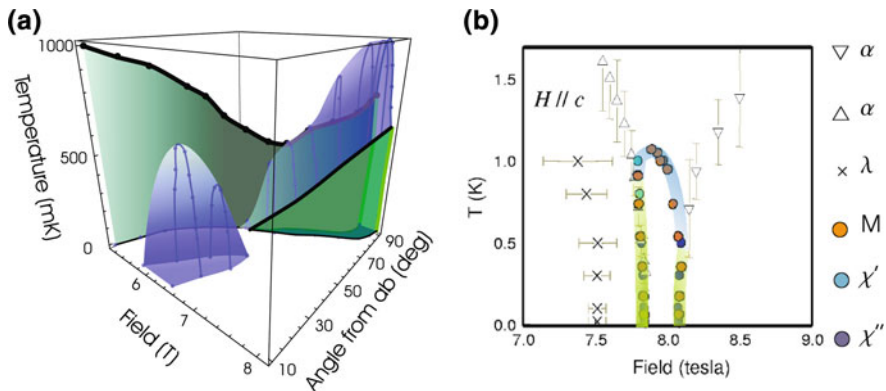 (a)
1000
500
0
Temperature (mK)
6
7
8
Field (T)
10
30
50
70
90
Angle from ab (deg)
(b)
H // c
1.5
1.0
0.5
0.0
T (K)
7.0
7.5
8.0
8.5
9.0
Field (tesla)
α
α
λ
M
χ′
χ″